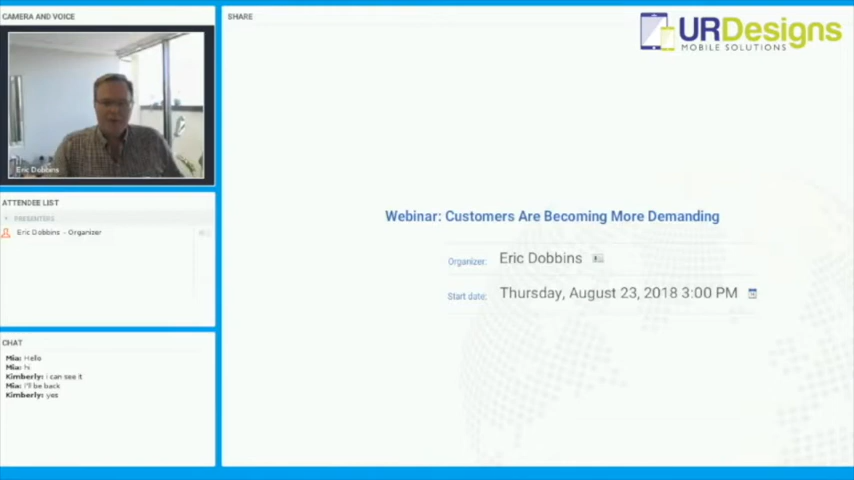 CAMERA AND VOICE
Eric Dobbins
ATTENDEE LIST
PRESENTERS
Eric Dobbins - Organizer
CHAT
Mia: Hello
Mia: hi
Kimberly: i can see it
Mia: I'll be back
Kimberly: yes
SHARE
URDesigns
MOBILE SOLUTIONS
Webinar: Customers Are Becoming More Demanding
Organizer: Eric Dobbins
Start date: Thursday, August 23, 2018 3:00 PM